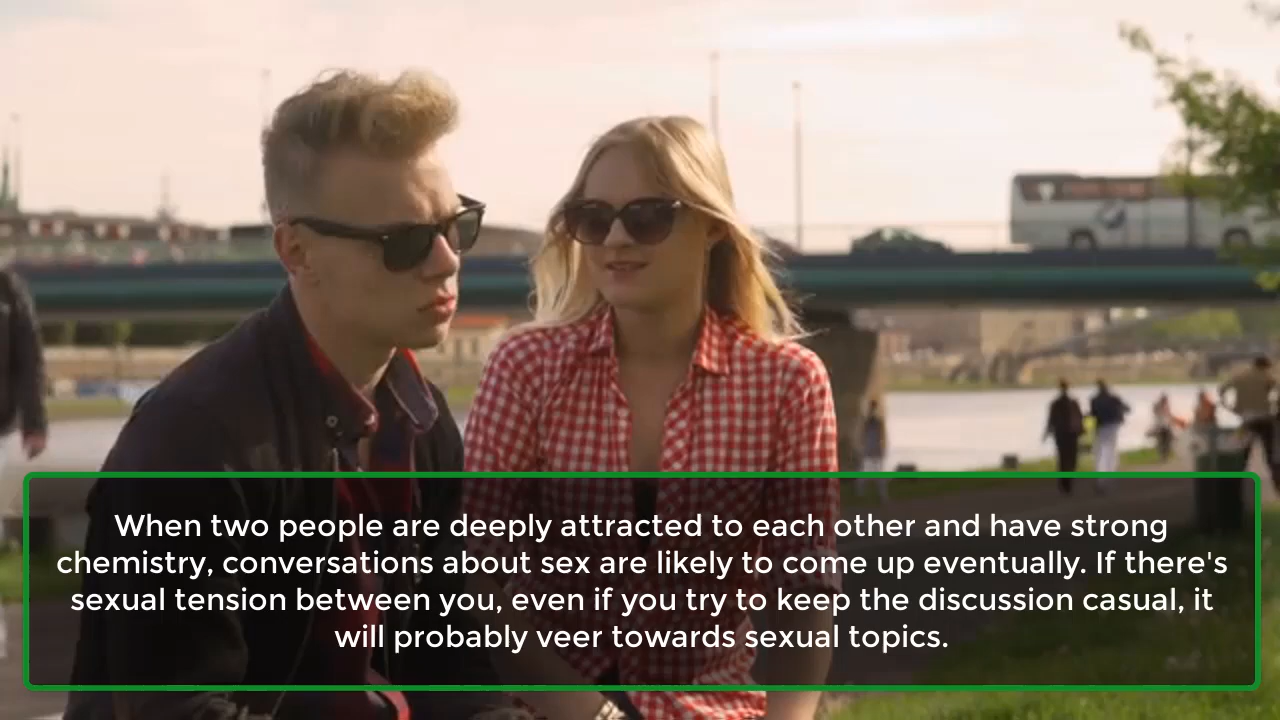 When two people are deeply attracted to each other and have strong
chemistry, conversations about sex are likely to come up eventually. If there's
sexual tension between you, even if you try to keep the discussion casual, it
will probably veer towards sexual topics.